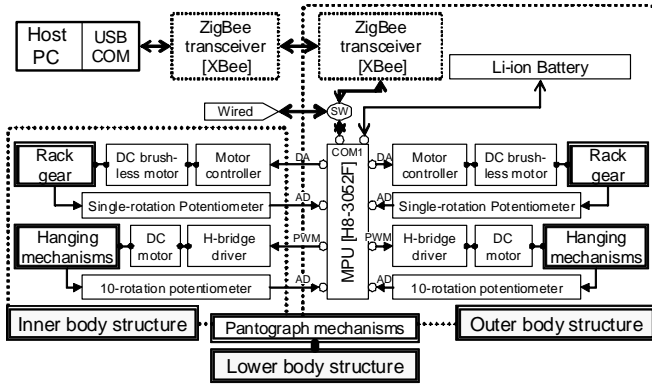 Host
PC
USB
COM
ZigBee
transceiver
[XBee]
ZigBee
transceiver
[XBee]
Li-ion Battery
Wired
SW
COM1
MPU [H8-3052F]
Rack
gear
DC brush-
less motor
Motor
controller
DA
DA
Motor
controller
DC brush-
less motor
Rack
gear
Single-rotation Potentiometer
AD
AD
Single-rotation Potentiometer
Hanging
mechanisms
DC
motor
H-bridge
driver
PWM
PWM
H-bridge
driver
DC
motor
Hanging
mechanisms
10-rotation potentiometer
AD
AD
10-rotation potentiometer
Inner body structure
Pantograph mechanisms
Outer body structure
Lower body structure